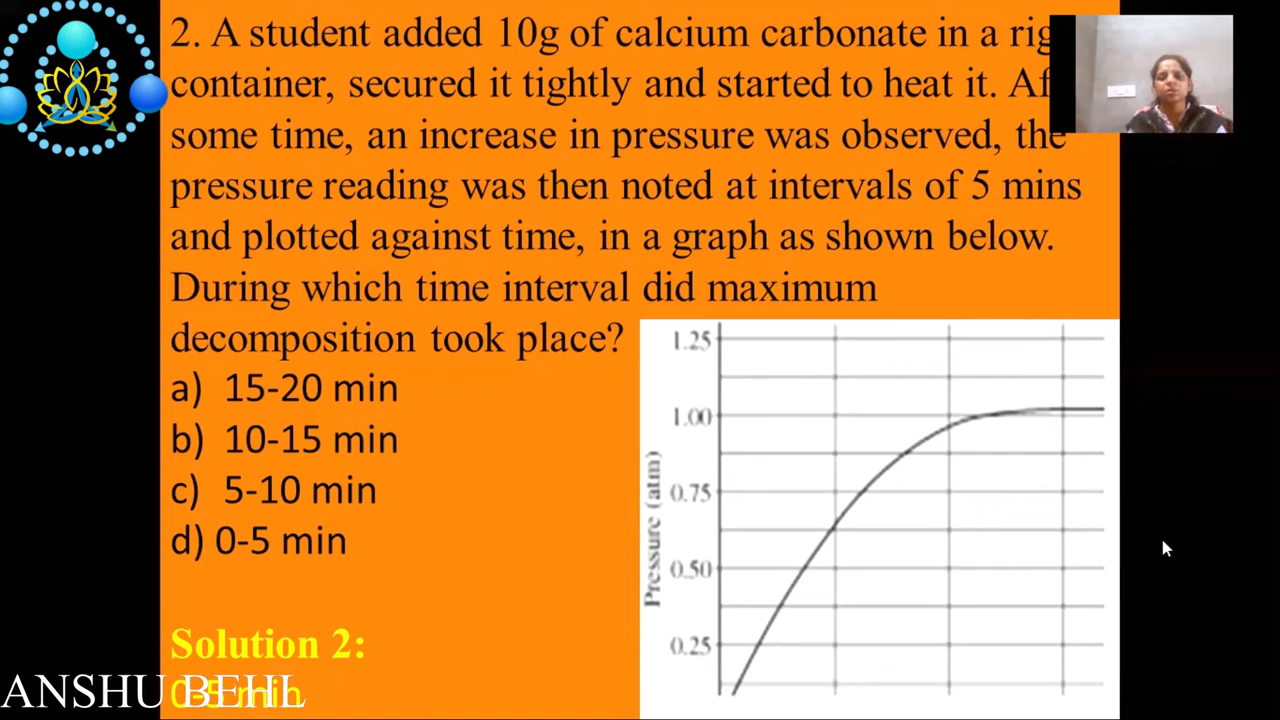 2. A student added 10g of calcium carbonate in a
container, secured it tightly and started to heat it.
some time, an increase in pressure was observed, the
pressure reading was then noted at intervals of 5 mins
and plotted against time, in a graph as shown below.
During which time interval did maximum
decomposition took place?
a) 15-20 min
b) 10-15 min
c) 5-10 min
d) 0-5 min
1.25
1.00
0.75
0.50
0.25
Pressure (atm)
Solution 2:
0-5 min
ANSHU BEHL